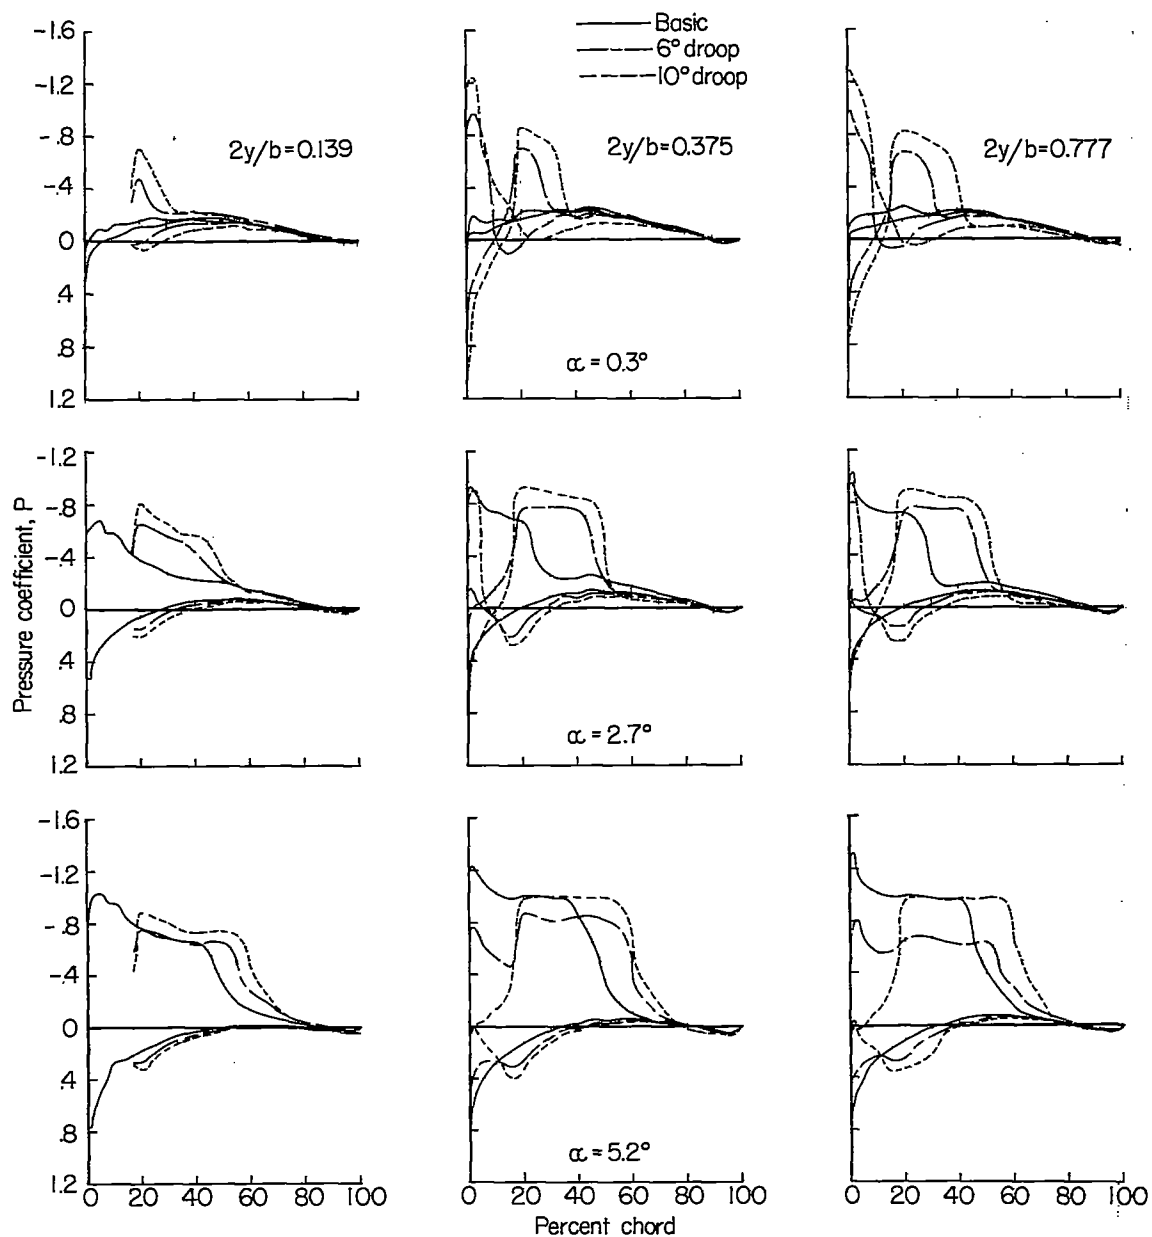 Basic
6° droop
10° droop
-1.6
-1.2
-.8
-.4
0
.4
.8
1.2
2y/b=0.139
2y/b=0.375
2y/b=0.777
α = 0.3°
-1.2
-.8
-.4
0
.4
.8
1.2
Pressure coefficient, P
α = 2.7°
-1.6
-1.2
-.8
-.4
0
.4
.8
1.2
α = 5.2°
0 20 40 60 80 100
0 20 40 60 80 100
0 20 40 60 80 100
Percent chord